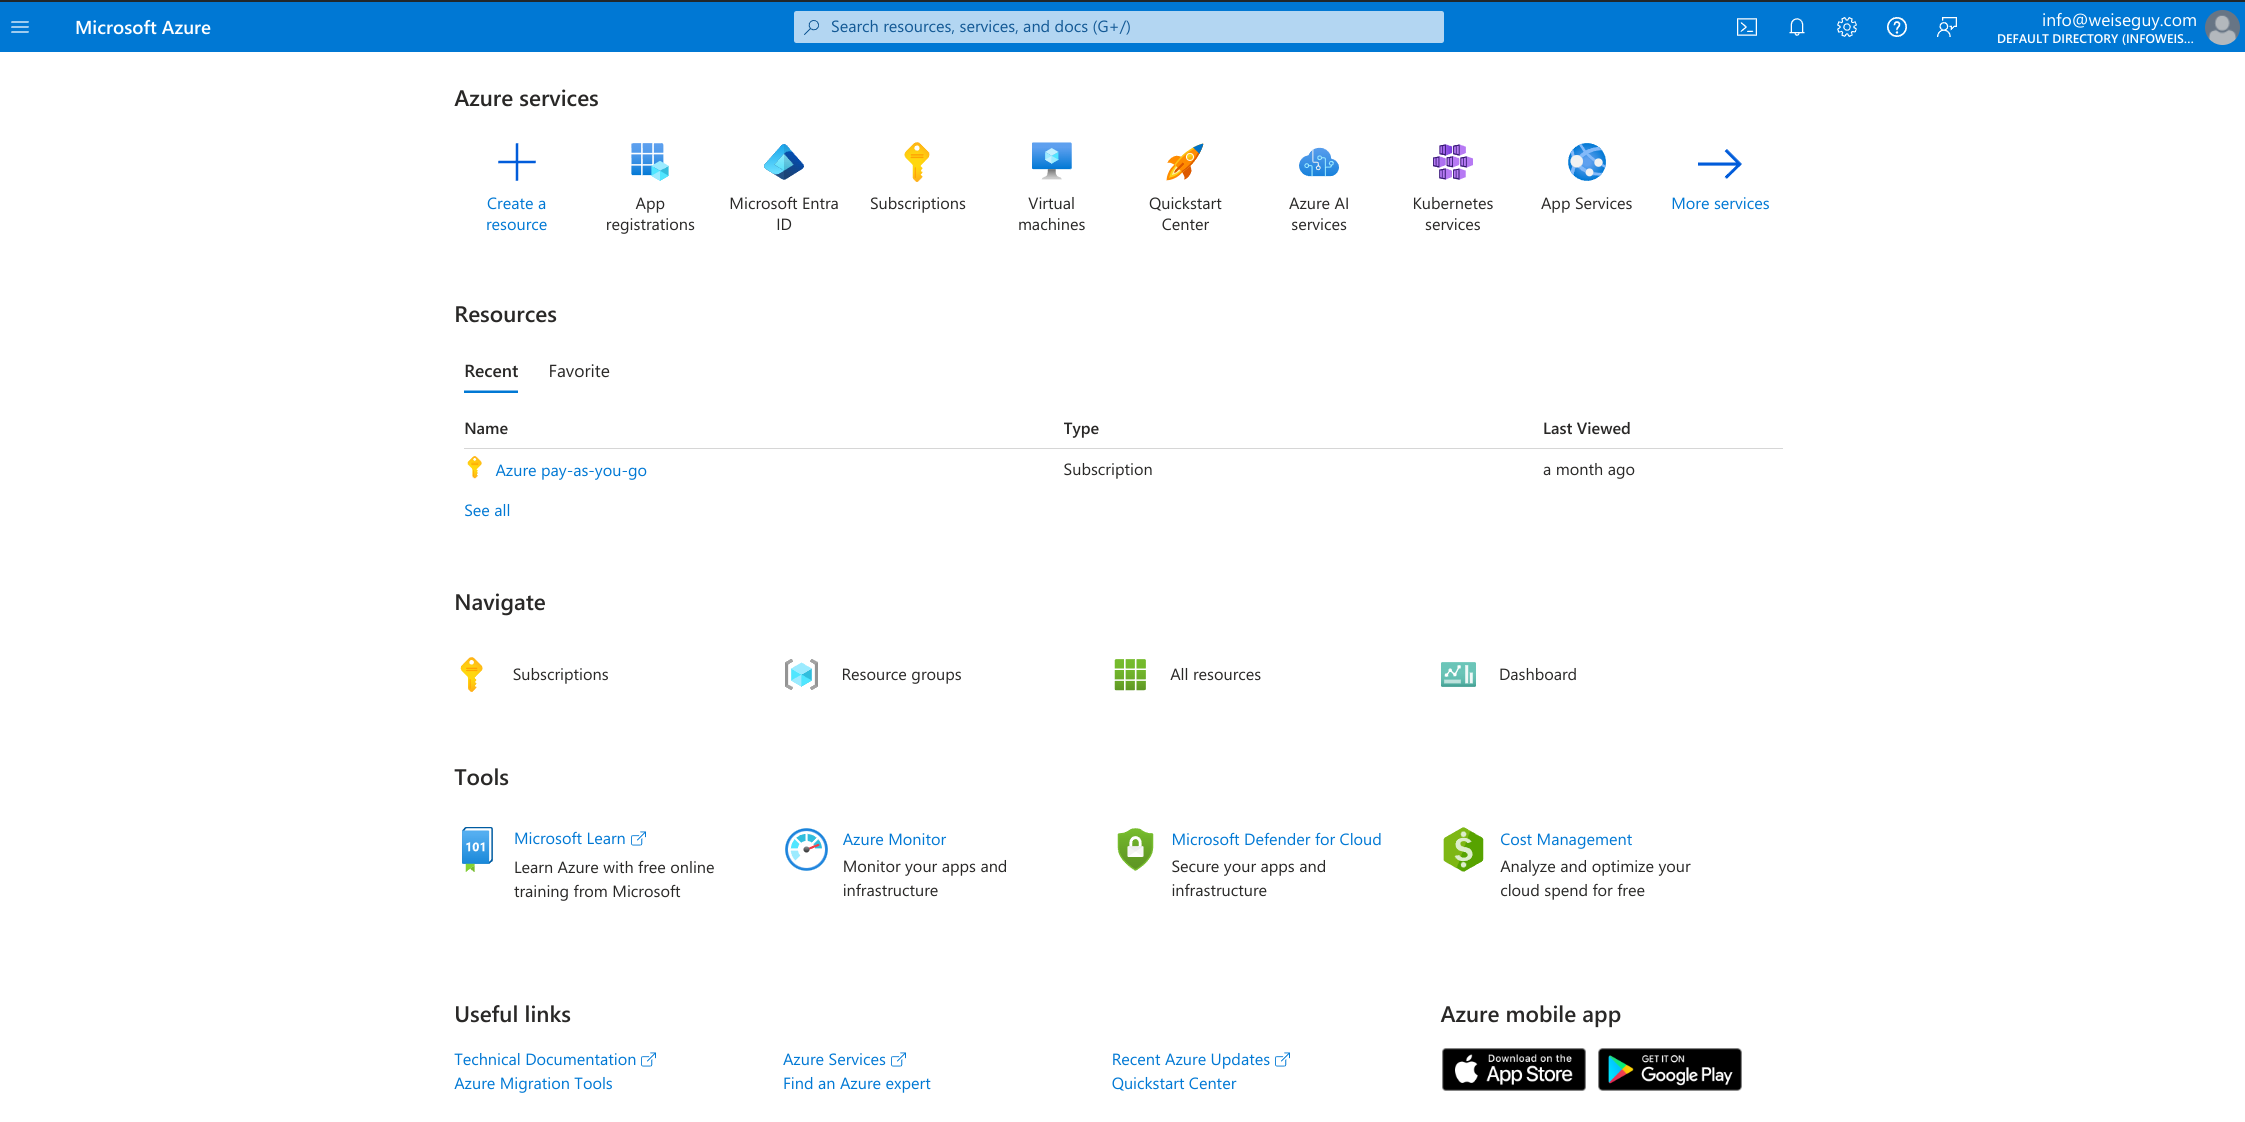 Microsoft Azure
Search resources, services, and docs (G+/)
info@weiseguy.com
DEFAULT DIRECTORY (INFOWEIS...
Azure services
Create a
resource
App
registrations
Microsoft Entra
ID
Subscriptions
Virtual
machines
Quickstart
Center
Azure AI
services
Kubernetes
services
App Services
More services
Resources
Recent
Favorite
Name
Type
Last Viewed
Azure pay-as-you-go
Subscription
a month ago
See all
Navigate
Subscriptions
Resource groups
All resources
Dashboard
Tools
101
Microsoft Learn
Learn Azure with free online
training from Microsoft
Azure Monitor
Monitor your apps and
infrastructure
Microsoft Defender for Cloud
Secure your apps and
infrastructure
$
Cost Management
Analyze and optimize your
cloud spend for free
Useful links
Technical Documentation
Azure Services
Recent Azure Updates
Azure Migration Tools
Find an Azure expert
Quickstart Center
Azure mobile app
Download on the
App Store
GET IT ON
Google Play